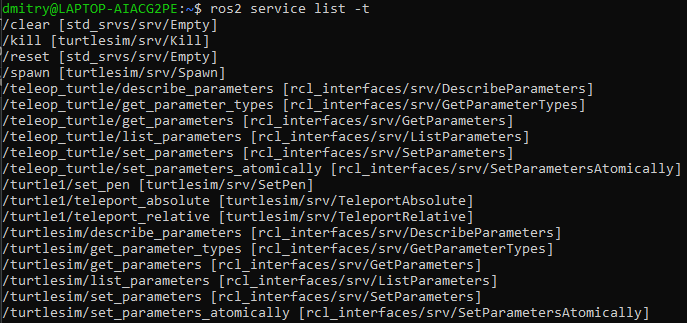 dmitry@LAPTOP-AIACG2PE:~$ ros2 service list -t
/clear [std_srvs/srv/Empty]
/kill [turtlesim/srv/Kill]
/reset [std_srvs/srv/Empty]
/spawn [turtlesim/srv/Spawn]
/teleop_turtle/describe_parameters [rcl_interfaces/srv/DescribeParameters]
/teleop_turtle/get_parameter_types [rcl_interfaces/srv/GetParameterTypes]
/teleop_turtle/get_parameters [rcl_interfaces/srv/GetParameters]
/teleop_turtle/list_parameters [rcl_interfaces/srv/ListParameters]
/teleop_turtle/set_parameters [rcl_interfaces/srv/SetParameters]
/teleop_turtle/set_parameters_atomically [rcl_interfaces/srv/SetParametersAtomically]
/turtle1/set_pen [turtlesim/srv/SetPen]
/turtle1/teleport_absolute [turtlesim/srv/TeleportAbsolute]
/turtle1/teleport_relative [turtlesim/srv/TeleportRelative]
/turtlesim/describe_parameters [rcl_interfaces/srv/DescribeParameters]
/turtlesim/get_parameter_types [rcl_interfaces/srv/GetParameterTypes]
/turtlesim/get_parameters [rcl_interfaces/srv/GetParameters]
/turtlesim/list_parameters [rcl_interfaces/srv/ListParameters]
/turtlesim/set_parameters [rcl_interfaces/srv/SetParameters]
/turtlesim/set_parameters_atomically [rcl_interfaces/srv/SetParametersAtomically]